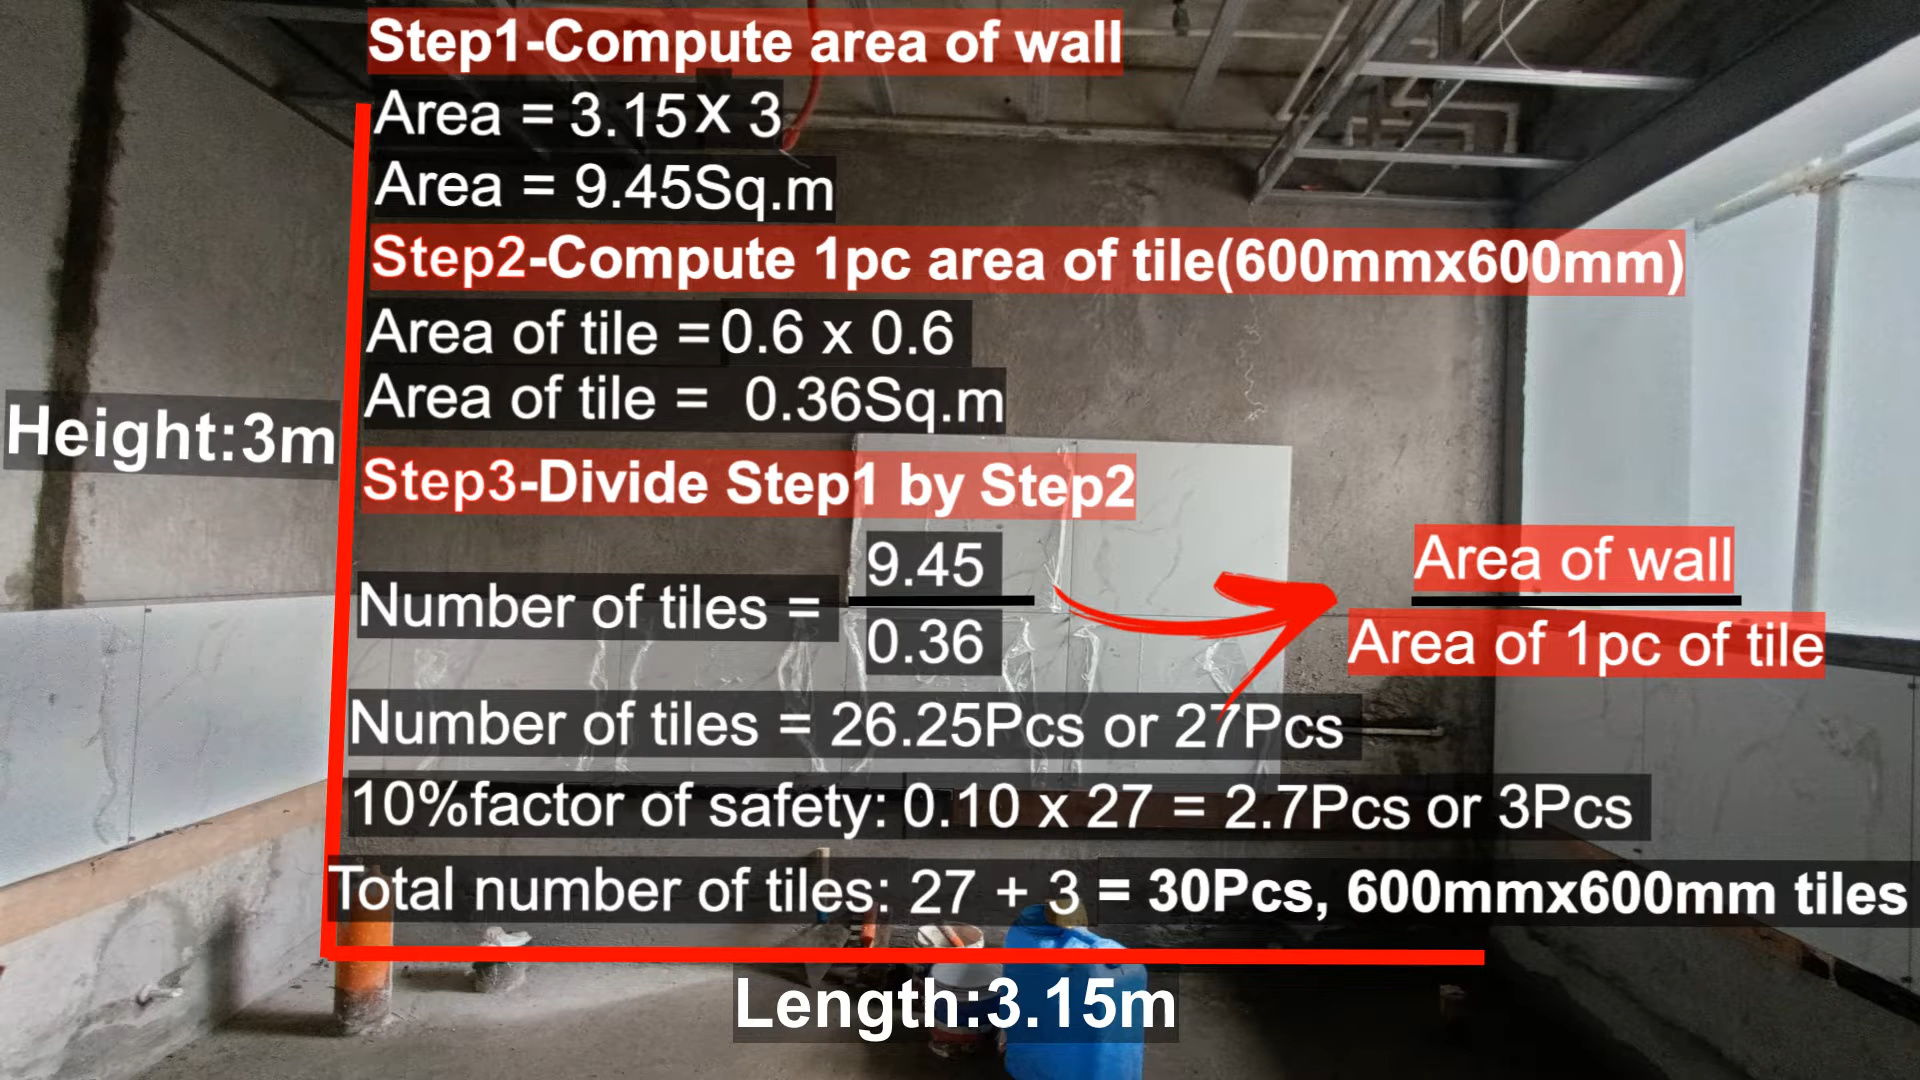 Step1-Compute area of wall
Area = 3.15 x 3
Area = 9.45Sq.m
Step2-Compute 1pc area of tile(600mmx600mm)
Area of tile = 0.6 x 0.6
Area of tile = 0.36Sq.m
Height:3m
Step3-Divide Step1 by Step2
Number of tiles =
9.45
0.36
Area of wall
Area of 1pc of tile
Number of tiles = 26.25Pcs or 27Pcs
10%factor of safety: 0.10 x 27 = 2.7Pcs or 3Pcs
Total number of tiles: 27 + 3 = 30Pcs, 600mmx600mm tiles
Length:3.15m